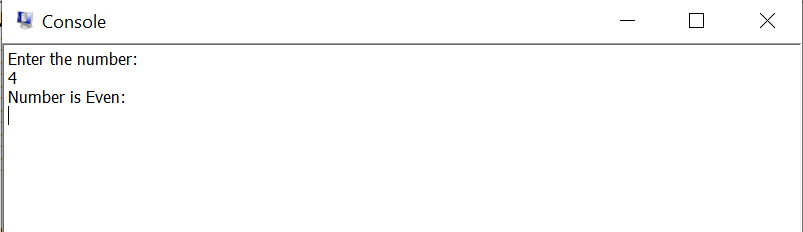 Console
Enter the number:
4
Number is Even: